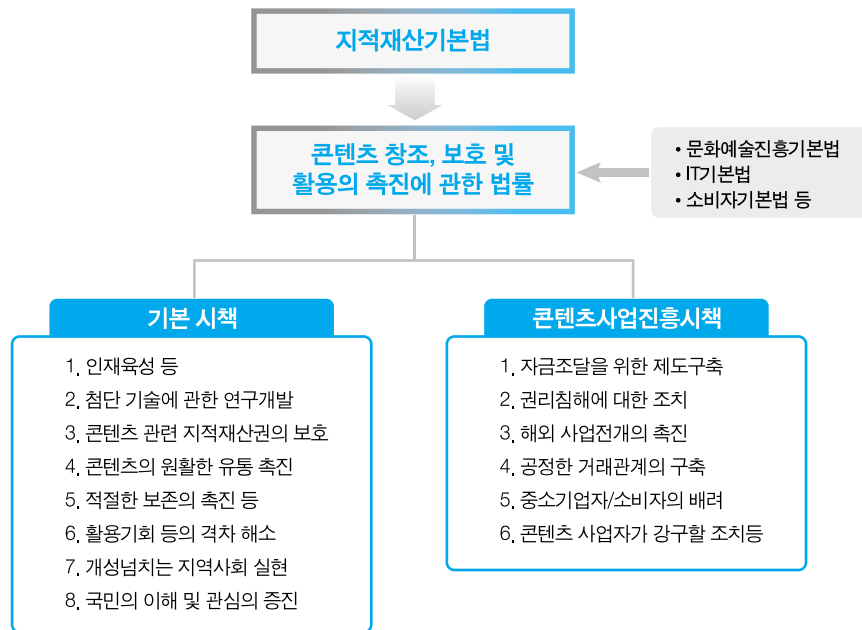 지적재산기본법
콘텐츠 창조, 보호 및
활용의 촉진에 관한 법률
• 문화예술진흥기본법
• IT기본법
• 소비자기본법 등
기본 시책
1. 인재육성 등
2. 첨단 기술에 관한 연구개발
3. 콘텐츠 관련 지적재산권의 보호
4. 콘텐츠의 원활한 유통 촉진
5. 적절한 보존의 촉진 등
6. 활용기회 등의 격차 해소
7. 개성넘치는 지역사회 실현
8. 국민의 이해 및 관심의 증진
콘텐츠사업진흥시책
1. 자금조달을 위한 제도구축
2. 권리침해에 대한 조치
3. 해외 사업전개의 촉진
4. 공정한 거래관계의 구축
5. 중소기업자/소비자의 배려
6. 콘텐츠 사업자가 강구할 조치등